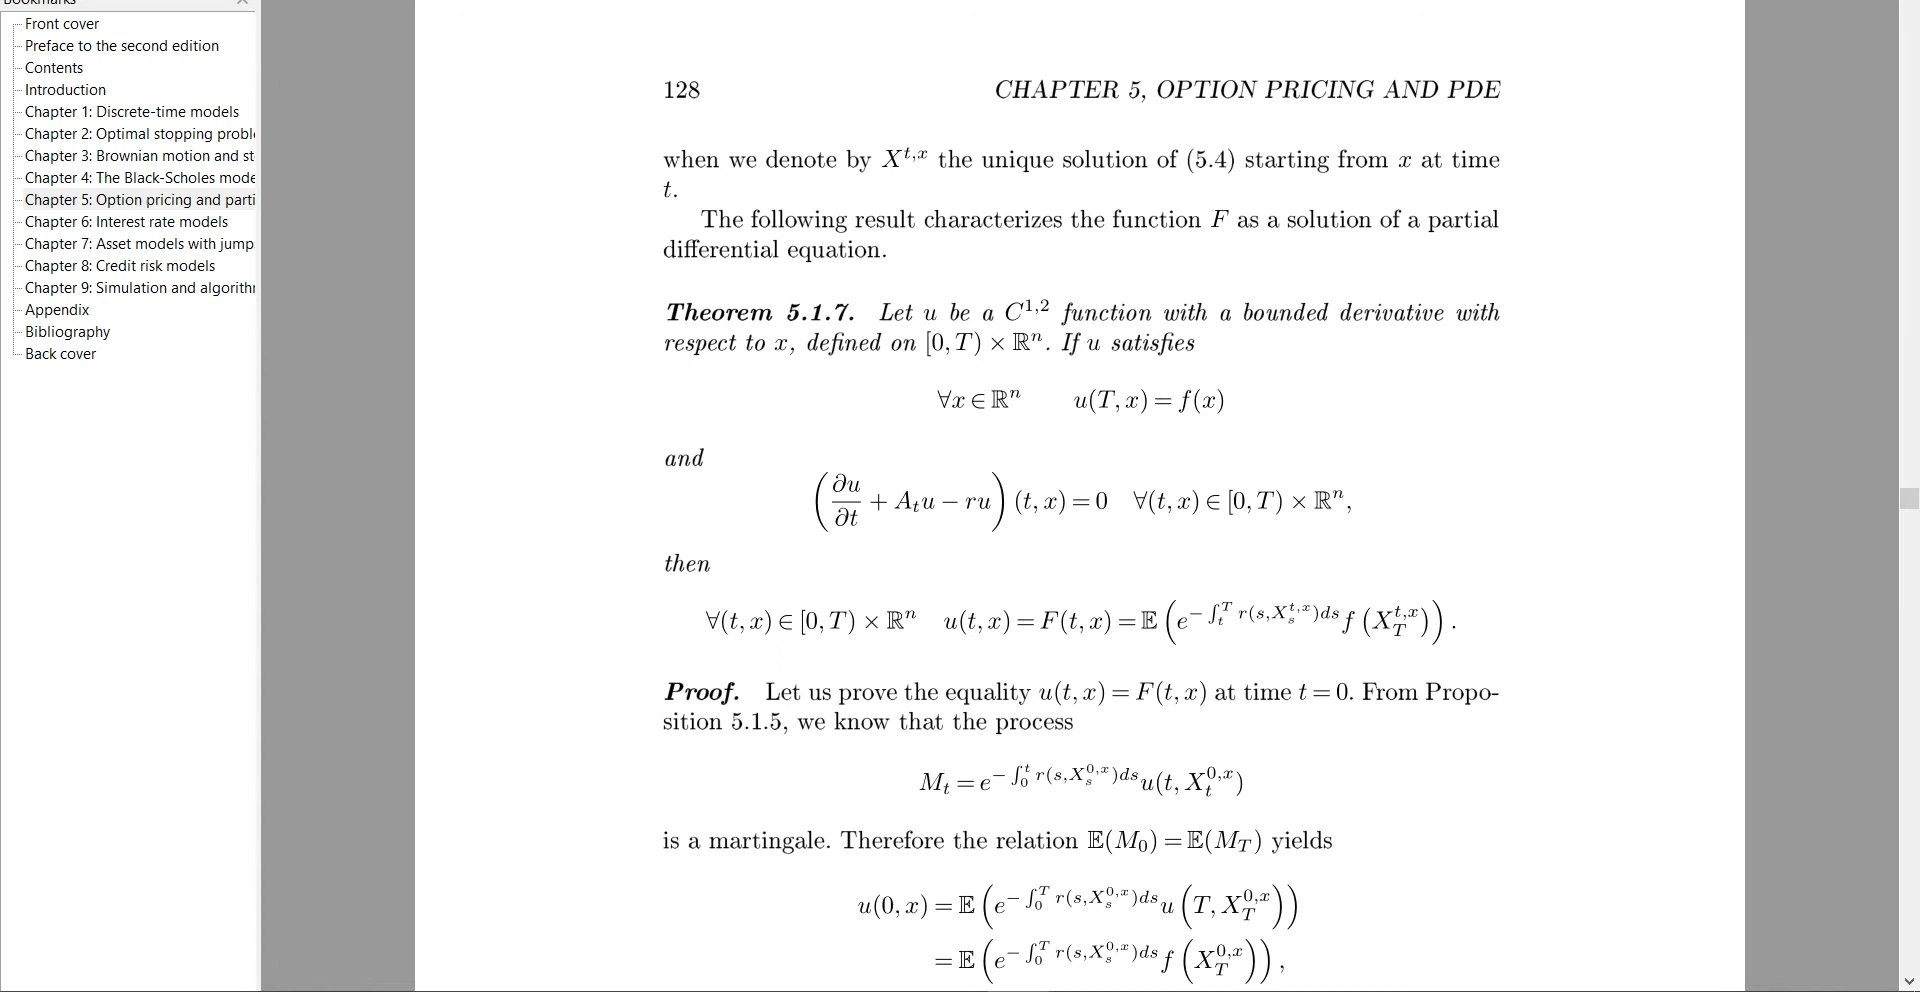 Bookmarks
Front cover
Preface to the second edition
Contents
Introduction
Chapter 1: Discrete-time models
Chapter 2: Optimal stopping proble
Chapter 3: Brownian motion and st
Chapter 4: The Black-Scholes mode
Chapter 5: Option pricing and parti
Chapter 6: Interest rate models
Chapter 7: Asset models with jump
Chapter 8: Credit risk models
Chapter 9: Simulation and algorithm
Appendix
Bibliography
Back cover
128 CHAPTER 5, OPTION PRICING AND PDE
when we denote by X^{t,x} the unique solution of (5.4) starting from x at time
t.
The following result characterizes the function F as a solution of a partial
differential equation.
Theorem 5.1.7. Let u be a C^{1,2} function with a bounded derivative with
respect to x, defined on [0,T) × ℝ^n. If u satisfies
∀x ∈ ℝ^n u(T,x) = f(x)
and
(∂u/∂t + A_t u − ru)(t,x) = 0 ∀(t,x) ∈ [0,T) × ℝ^n,
then
∀(t,x) ∈ [0,T) × ℝ^n u(t,x) = F(t,x) = 𝔼(e^{−∫_t^T r(s,X_s^{t,x})ds} f(X_T^{t,x})).
Proof. Let us prove the equality u(t,x) = F(t,x) at time t = 0. From Propo-
sition 5.1.5, we know that the process
M_t = e^{−∫_0^t r(s,X_s^{0,x})ds} u(t,X_t^{0,x})
is a martingale. Therefore the relation 𝔼(M_0) = 𝔼(M_T) yields
u(0,x) = 𝔼(e^{−∫_0^T r(s,X_s^{0,x})ds} u(T,X_T^{0,x}))
= 𝔼(e^{−∫_0^T r(s,X_s^{0,x})ds} f(X_T^{0,x})),